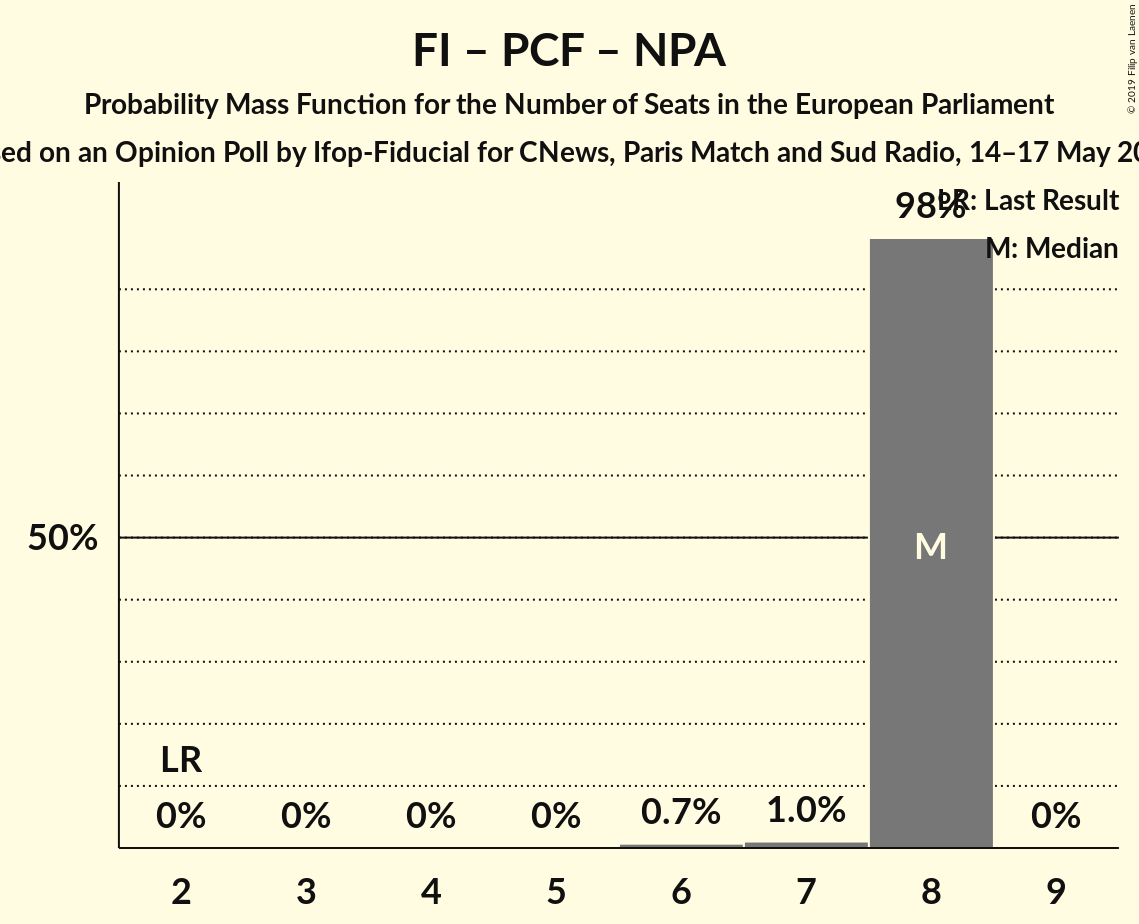 FI – PCF – NPA
Probability Mass Function for the Number of Seats in the European Parliament
on an Opinion Poll by Ifop-Fiducial for CNews, Paris Match and Sud Radio, 14–17 May
© 2019 Filip van Laenen
98%
LR: Last Result
M: Median
50%
M
LR
0% 0% 0% 0% 0.7% 1.0% 0%
2 3 4 5 6 7 8 9